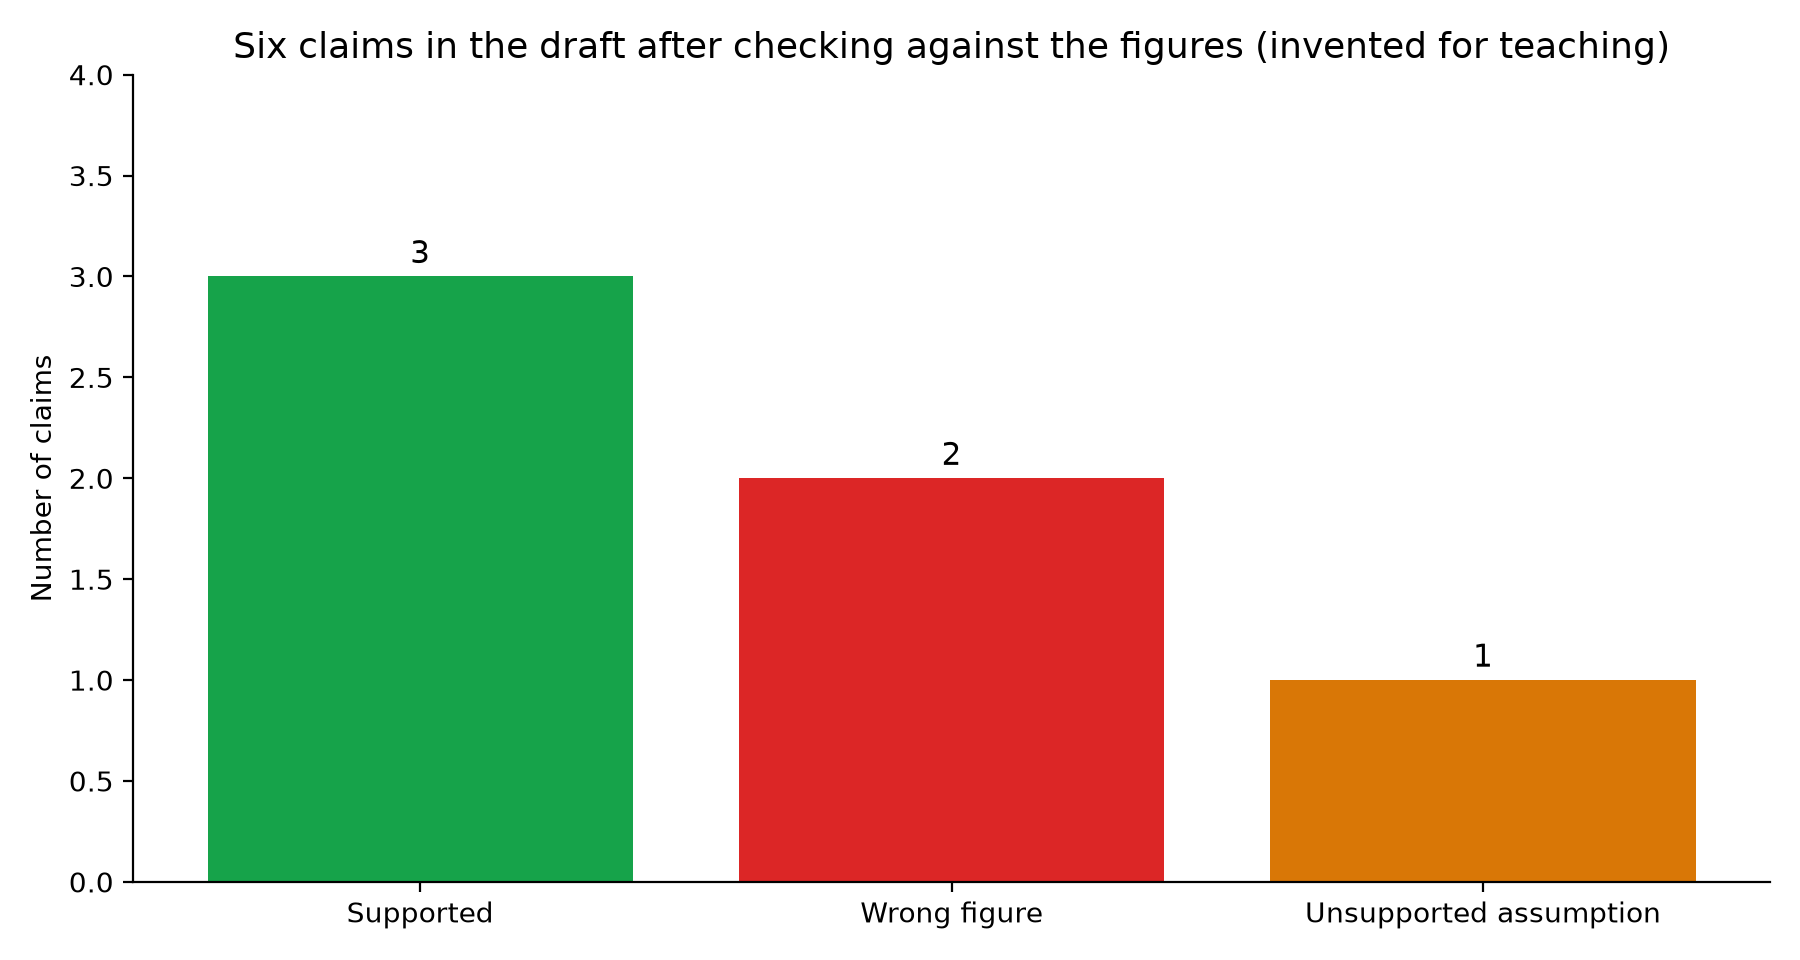 Six claims in the draft after checking against the figures (invented for teaching)
Number of claims
4.0
3.5
3.0
2.5
2.0
1.5
1.0
0.5
0.0
3
2
1
Supported
Wrong figure
Unsupported assumption